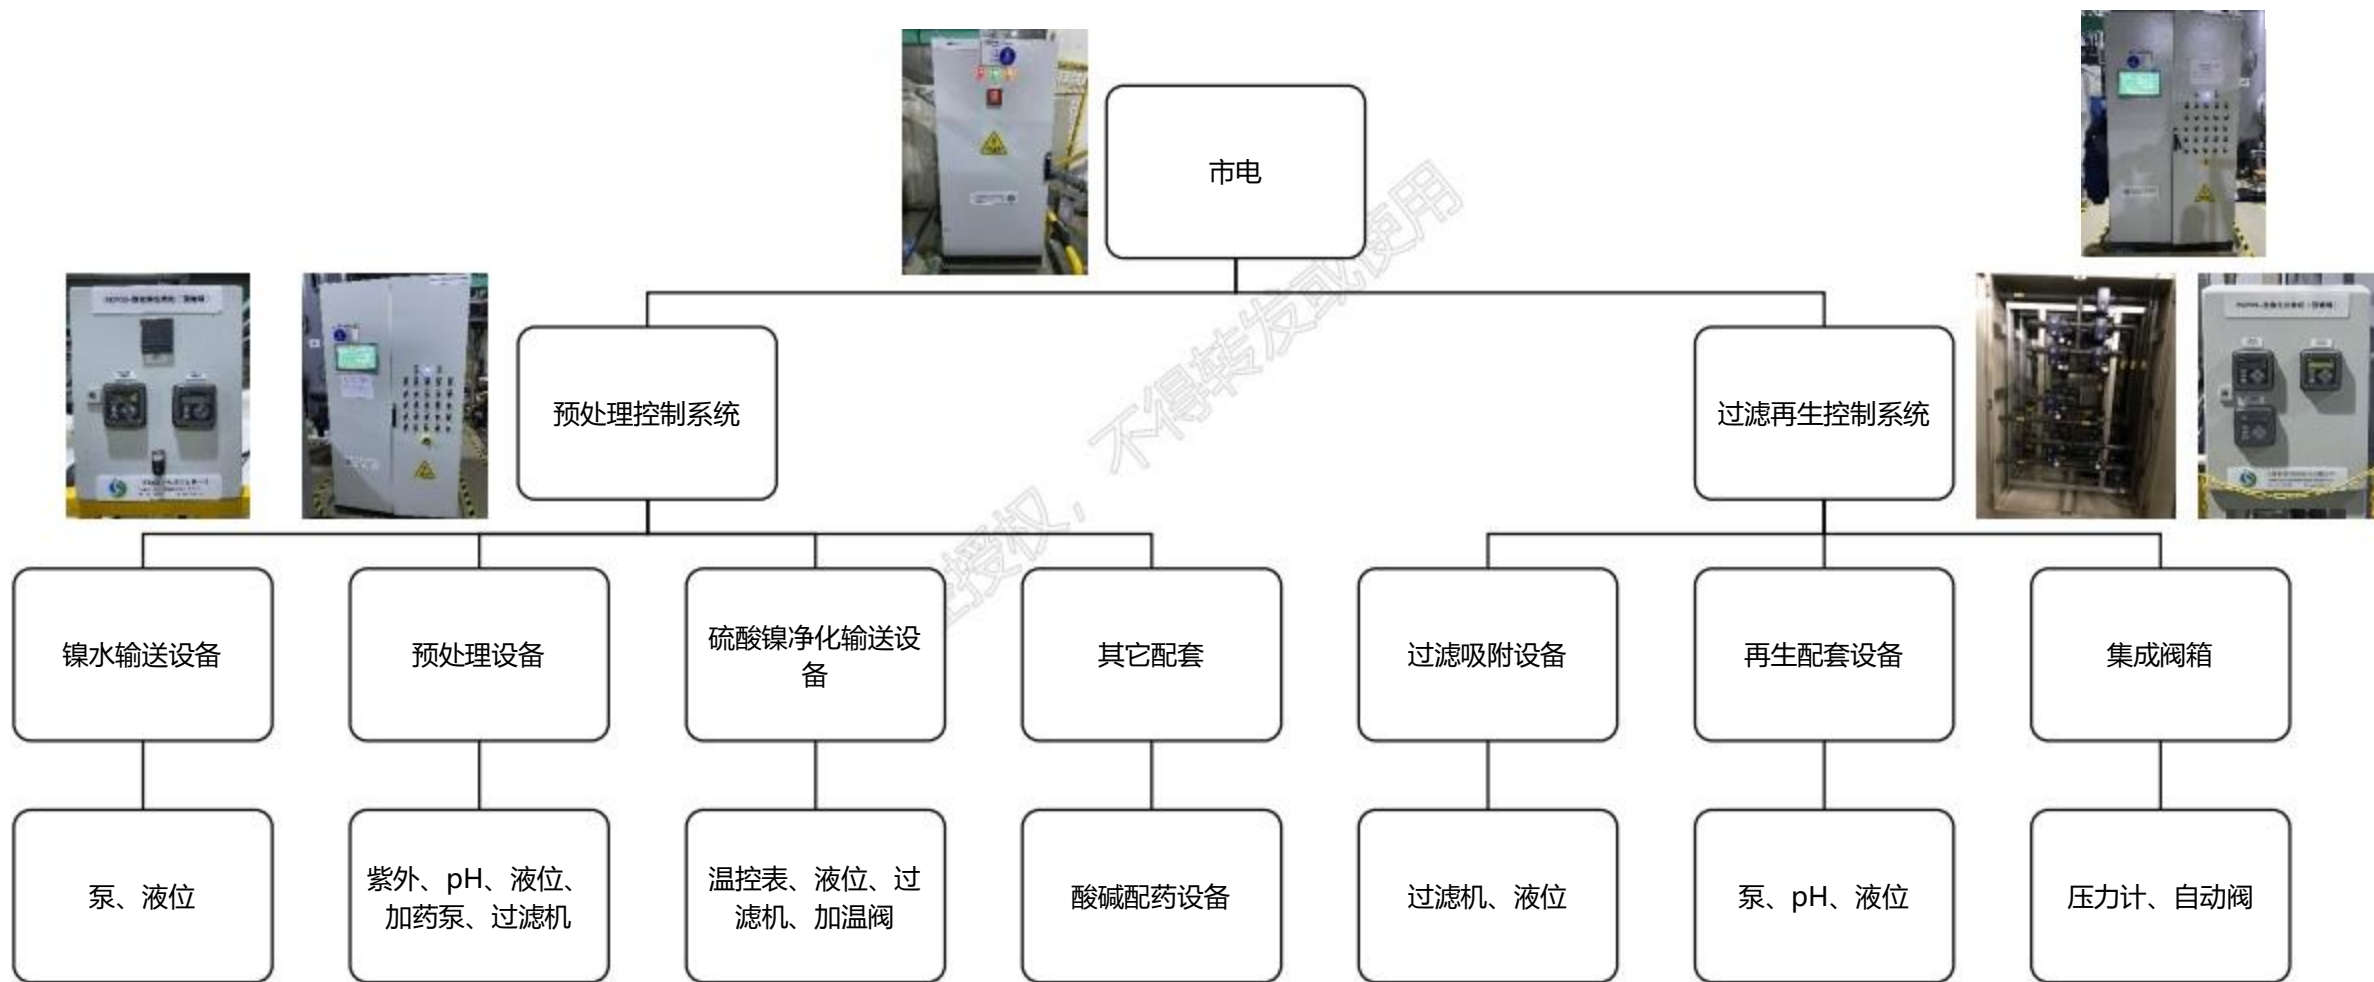 市电
预处理控制系统
过滤再生控制系统
镍水输送设备
预处理设备
硫酸镍净化输送设
备
其它配套
过滤吸附设备
再生配套设备
集成阀箱
泵、液位
紫外、pH、液位、
加药泵、过滤机
温控表、液位、过
滤机、加温阀
酸碱配药设备
过滤机、液位
泵、pH、液位
压力计、自动阀
授权，不得转发或使用